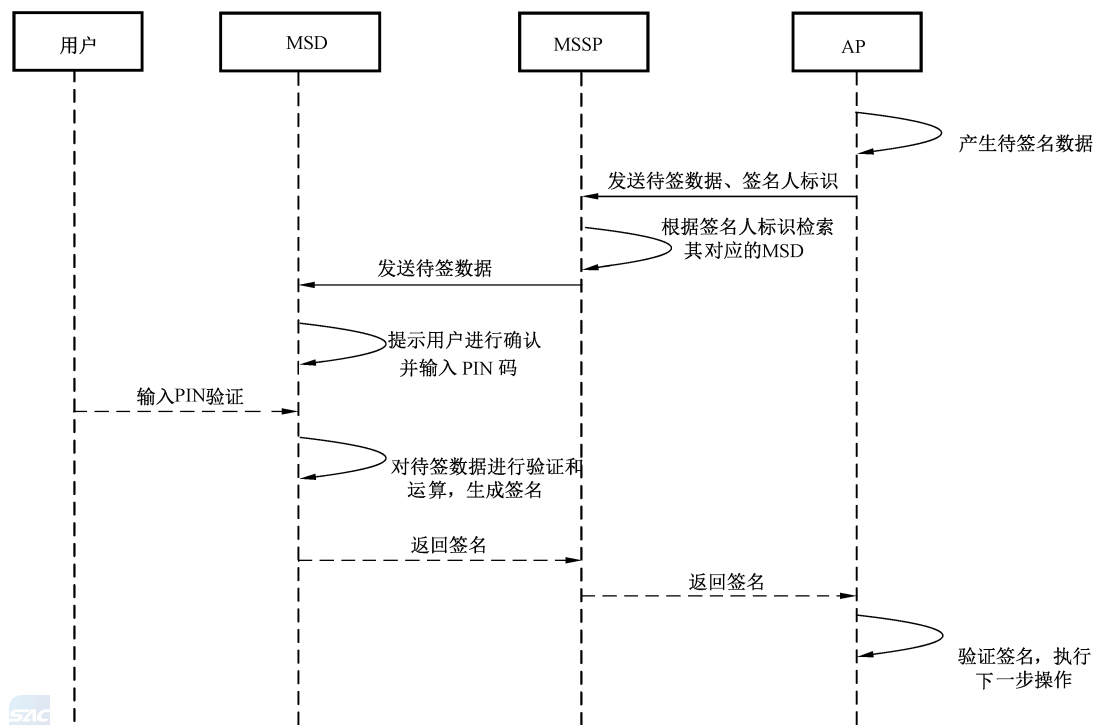 用户
MSD
MSSP
AP
产生待签名数据
发送待签数据、签名人标识
根据签名人标识检索
其对应的MSD
发送待签数据
提示用户进行确认
并输入 PIN 码
输入PIN验证
对待签数据进行验证和
运算，生成签名
返回签名
返回签名
验证签名，执行
下一步操作
SAC